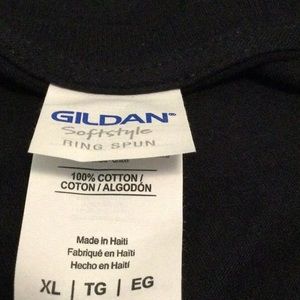 GILDAN®
Softstyle
RING SPUN
100% COTTON/
COTON/ALGODÓN
Made in Haiti
Fabriqué en Haïti
Hecho en Haití
XL | TG | EG